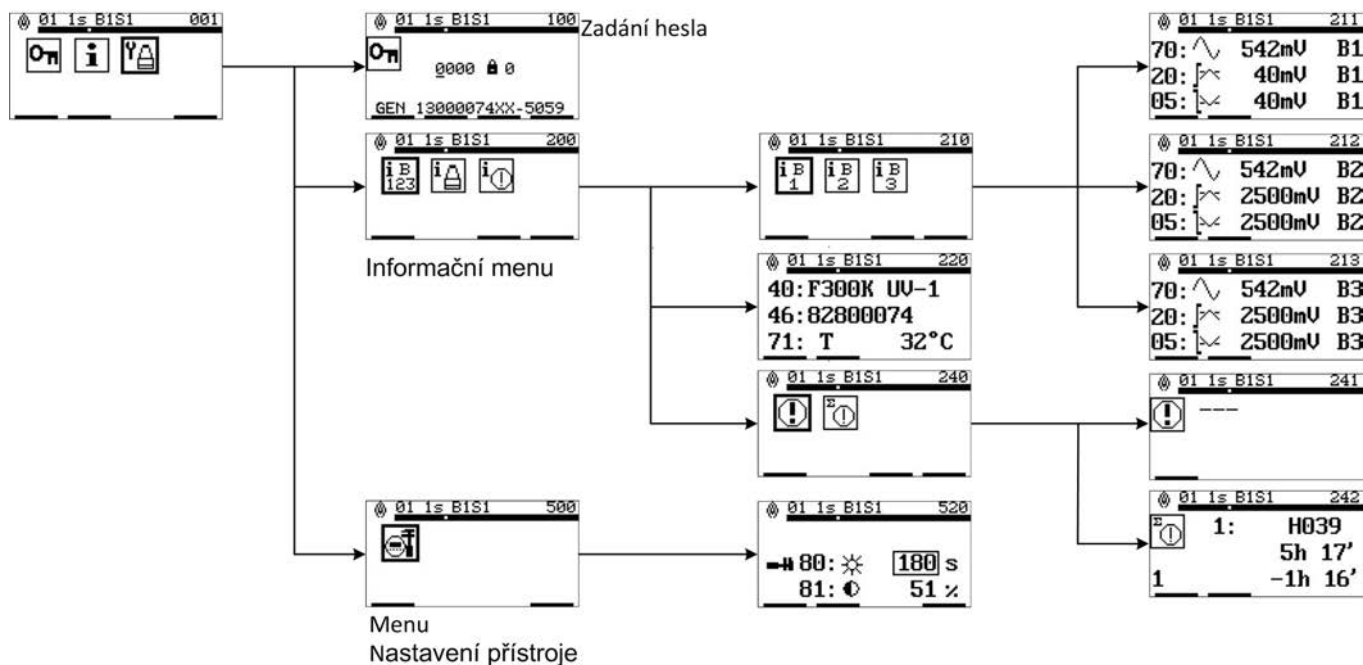 01 1s B1S1 001
01 1s B1S1 100
Zadání hesla
0000 0
GEN 13000074XX-5059
01 1s B1S1 200
i B 123
i
i
Informační menu
01 1s B1S1 210
i B 1
i B 2
i B 3
01 1s B1S1 220
40:F300K UV-1
46:82800074
71: T 32°C
01 1s B1S1 240
01 1s B1S1 500
Menu
Nastavení přístroje
01 1s B1S1 520
80: 180 s
81: 51 %
01 1s B1S1 211
70: 542mV B1
20: 40mV B1
05: 40mV B1
01 1s B1S1 212
70: 542mV B2
20: 2500mV B2
05: 2500mV B2
01 1s B1S1 213
70: 542mV B3
20: 2500mV B3
05: 2500mV B3
01 1s B1S1 241
---
01 1s B1S1 242
Σ 1: H039
5h 17'
1 -1h 16'